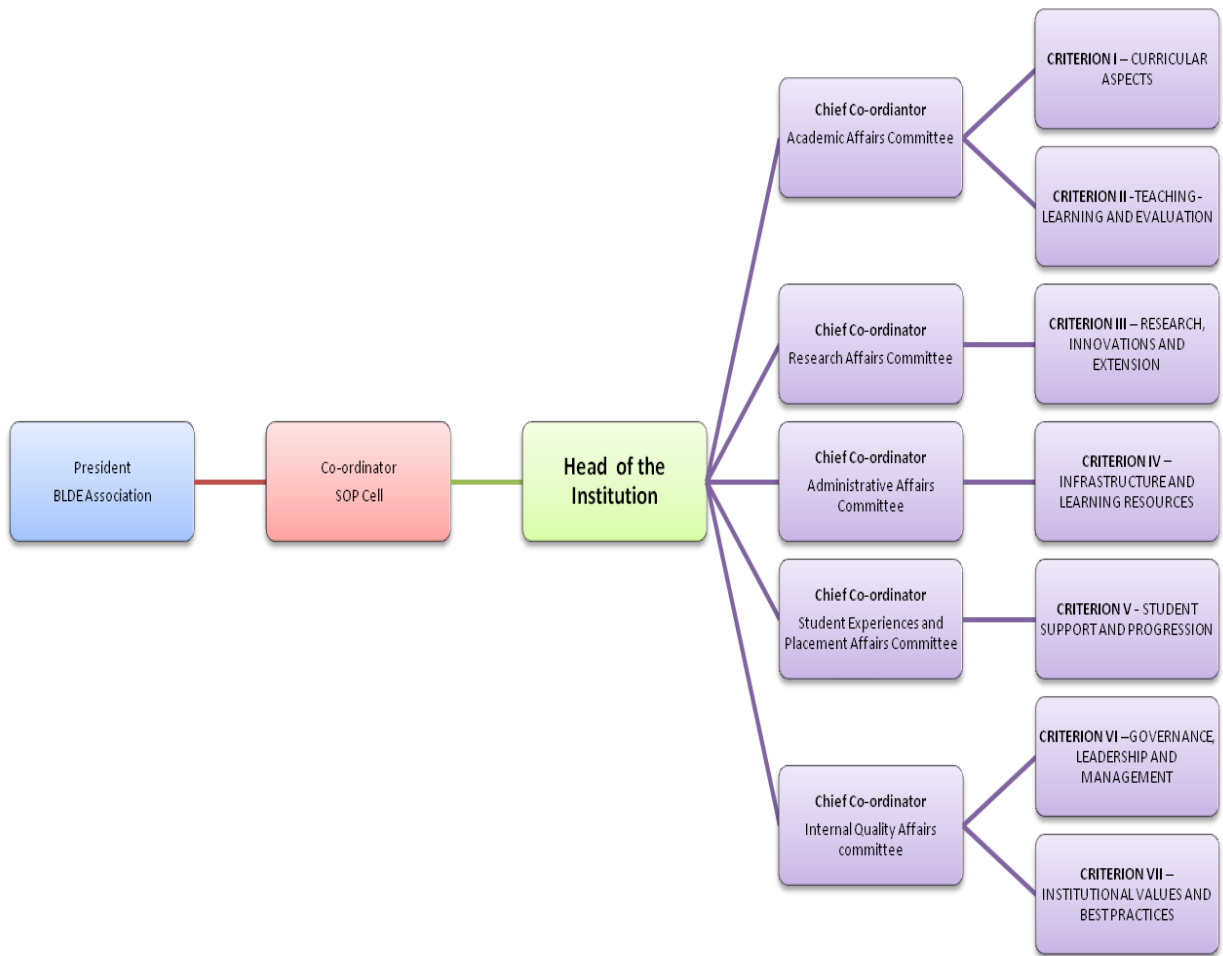 President
BLDE Association
Co-ordinator
SOP Cell
Head of the
Institution
Chief Co-ordiantor
Academic Affairs Committee
CRITERION I – CURRICULAR
ASPECTS
CRITERION II -TEACHING-
LEARNING AND EVALUATION
Chief Co-ordinator
Research Affairs Committee
CRITERION III – RESEARCH,
INNOVATIONS AND
EXTENSION
Chief Co-ordinator
Administrative Affairs
Committee
CRITERION IV –
INFRASTRUCTURE AND
LEARNING RESOURCES
Chief Co-ordinator
Student Experiences and
Placement Affairs Committee
CRITERION V - STUDENT
SUPPORT AND PROGRESSION
Chief Co-ordinator
Internal Quality Affairs
committee
CRITERION VI –GOVERNANCE,
LEADERSHIP AND
MANAGEMENT
CRITERION VII –
INSTITUTIONAL VALUES AND
BEST PRACTICES